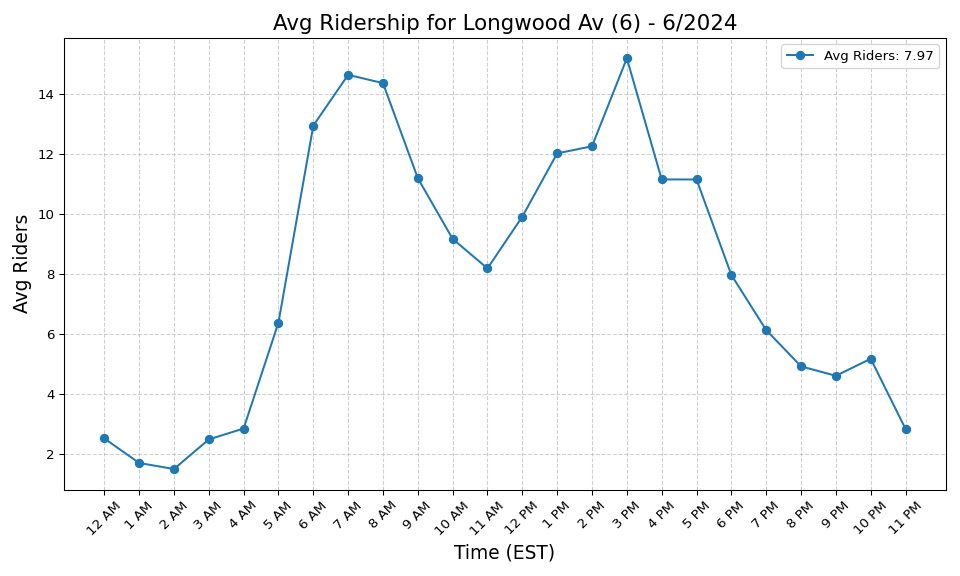 Avg Ridership for Longwood Av (6) - 6/2024
Avg Riders: 7.97
Avg Riders
14
12
10
8
6
4
2
12 AM
1 AM
2 AM
3 AM
4 AM
5 AM
6 AM
7 AM
8 AM
9 AM
10 AM
11 AM
12 PM
1 PM
2 PM
3 PM
4 PM
5 PM
6 PM
7 PM
8 PM
9 PM
10 PM
11 PM
Time (EST)